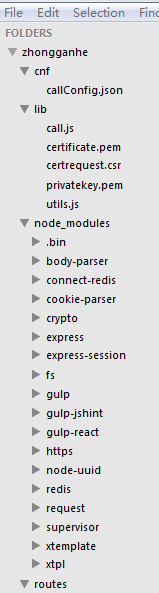 File Edit Selection Find
FOLDERS
zhongganhe
cnf
callConfig.json
lib
call.js
certificate.pem
certrequest.csr
privatekey.pem
utils.js
node_modules
.bin
body-parser
connect-redis
cookie-parser
crypto
express
express-session
fs
gulp
gulp-jshint
gulp-react
https
node-uuid
redis
request
supervisor
xtemplate
xtpl
routes